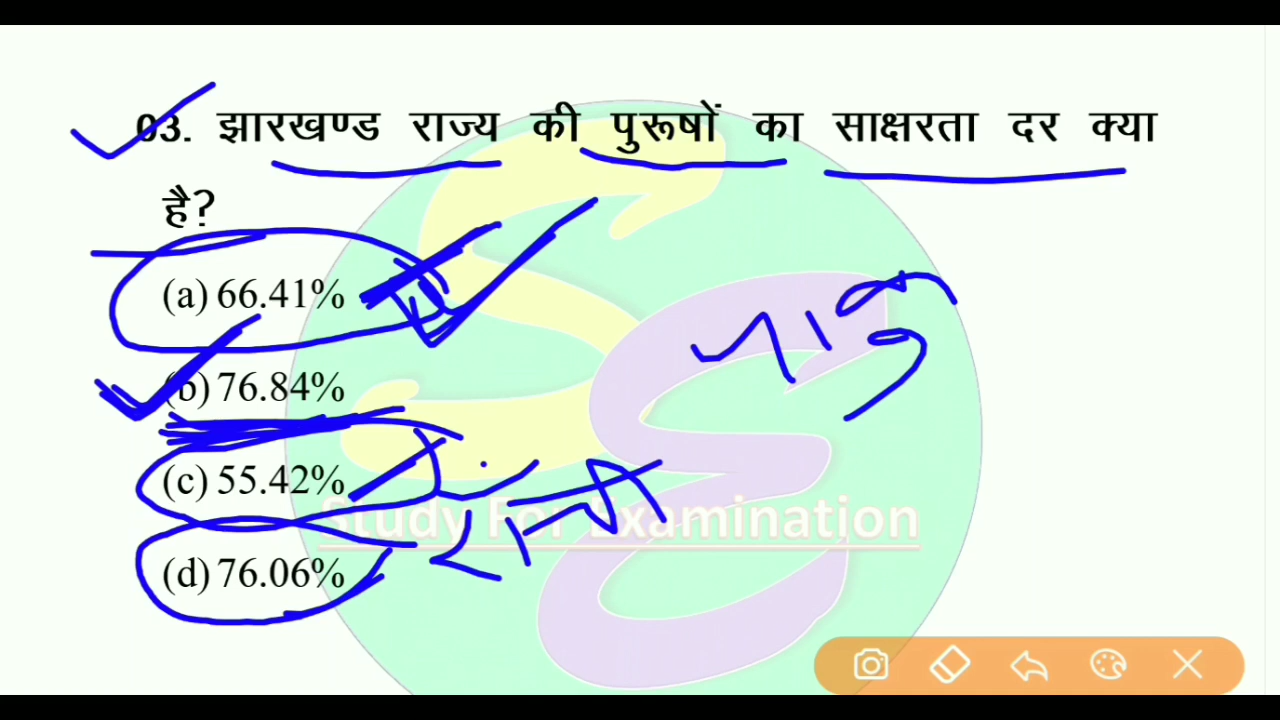 03. झारखण्ड राज्य की पुरूषों का साक्षरता दर क्या
है?
(a) 66.41%
(b) 76.84%
(c) 55.42%
(d) 76.06%
Study For Examination